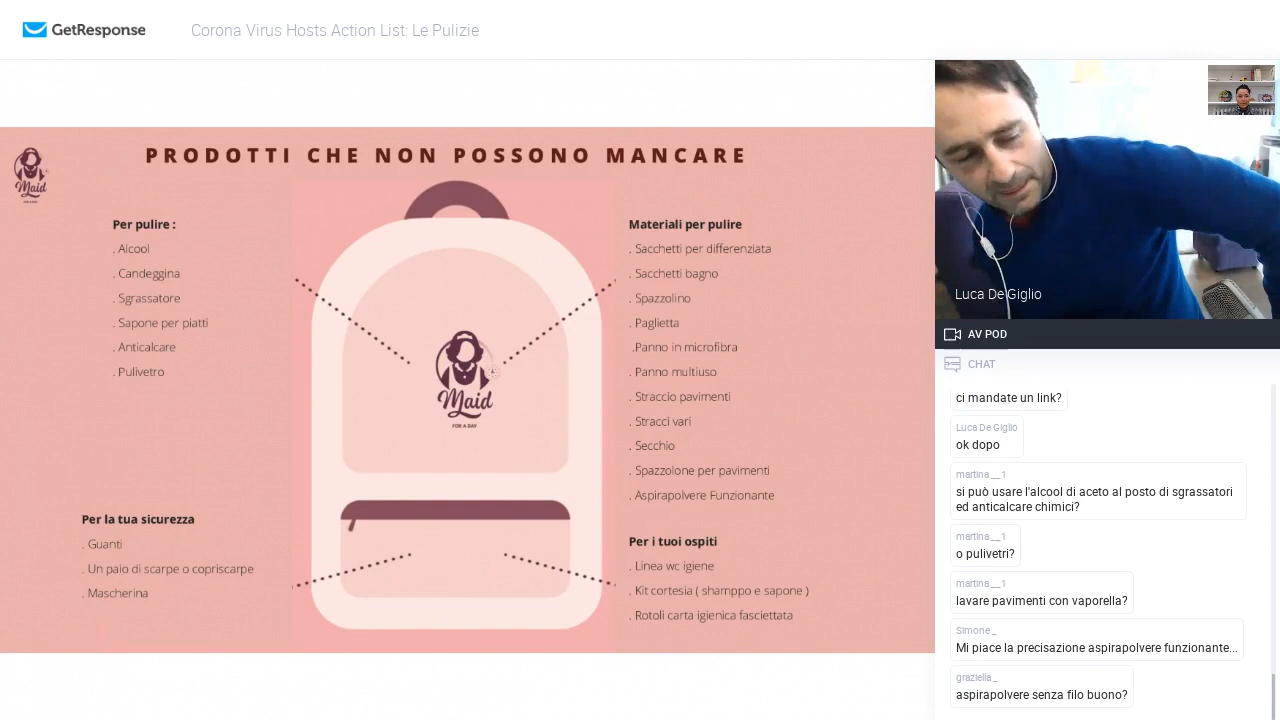 GetResponse
Corona Virus Hosts Action List: Le Pulizie
PRODOTTI CHE NON POSSONO MANCARE
Maid
FOR A DAY
Per pulire :
. Alcool
. Candeggina
. Sgrassatore
. Sapone per piatti
. Anticalcare
. Pulivetro
Per la tua sicurezza
. Guanti
. Un paio di scarpe o copriscarpe
. Mascherina
Maid
FOR A DAY
Materiali per pulire
. Sacchetti per differenziata
. Sacchetti bagno
. Spazzolino
. Paglietta
.Panno in microfibra
. Panno multiuso
. Straccio pavimenti
. Stracci vari
. Secchio
. Spazzolone per pavimenti
. Aspirapolvere Funzionante
Per i tuoi ospiti
. Linea wc igiene
. Kit cortesia ( shamppo e sapone )
. Rotoli carta igienica fasciettata
Luca De Giglio
AV POD
CHAT
ci mandate un link?
Luca De Giglio
ok dopo
martina __1
si può usare l'alcool di aceto al posto di sgrassatori
ed anticalcare chimici?
martina __1
o pulivetri?
martina __1
lavare pavimenti con vaporella?
Simone _
Mi piace la precisazione aspirapolvere funzionante...
graziella _
aspirapolvere senza filo buono?